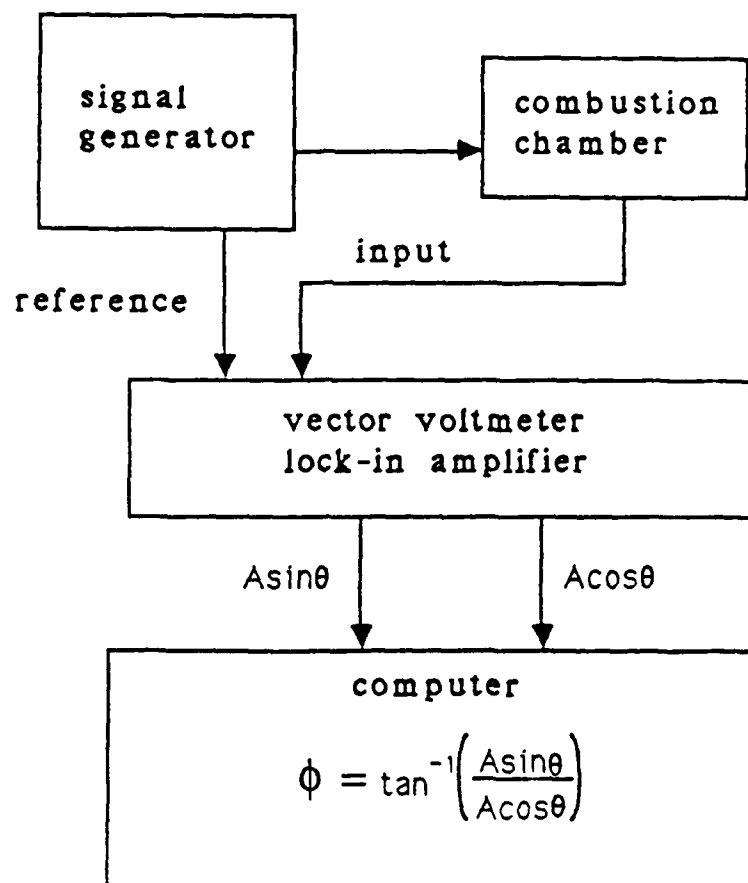 signal
generator
combustion
chamber
input
reference
vector voltmeter
lock-in amplifier
Asinθ
Acosθ
computer
ϕ = tan⁻¹(Asinθ/Acosθ)